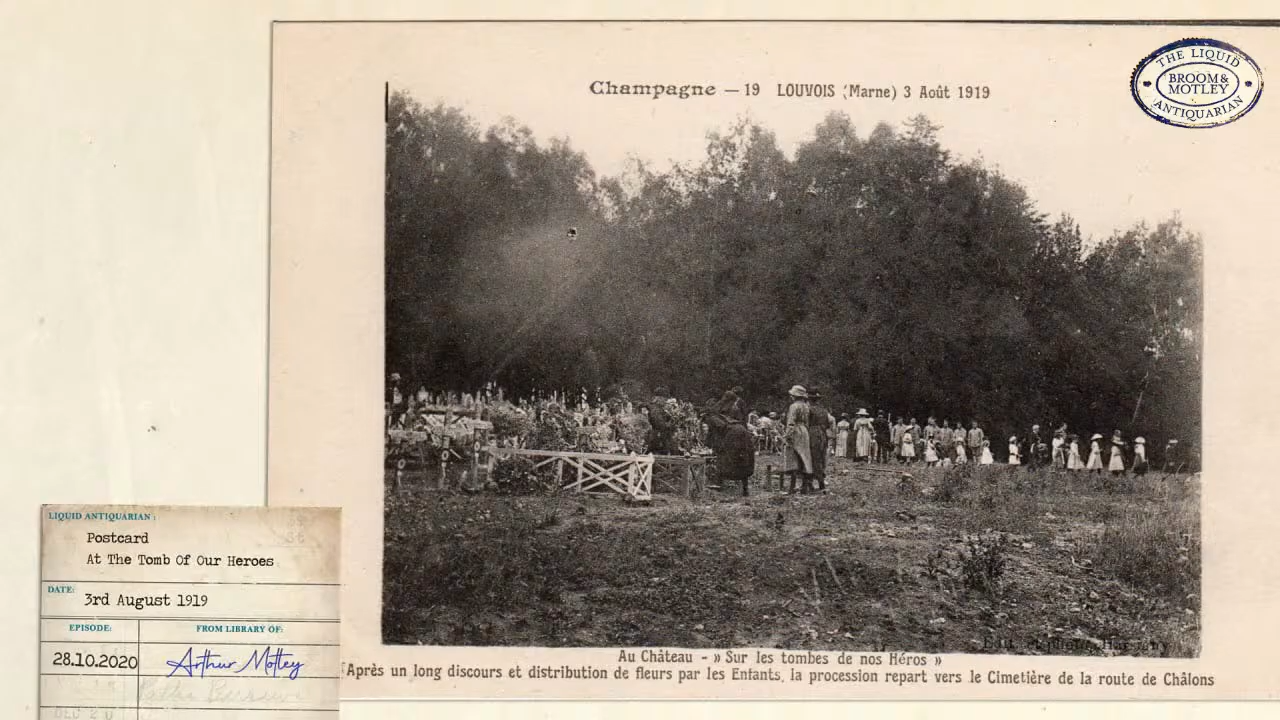 Champagne — 19 LOUVOIS (Marne) 3 Août 1919
THE LIQUID
BROOM &
MOTLEY
ANTIQUARIAN
LIQUID ANTIQUARIAN :
Postcard
At The Tomb Of Our Heroes
DATE:
3rd August 1919
EPISODE:
FROM LIBRARY OF:
28.10.2020
Arthur Motley
Au Château - » Sur les tombes de nos Héros »
Après un long discours et distribution de fleurs par les Enfants, la procession repart vers le Cimetière de la route de Châlons